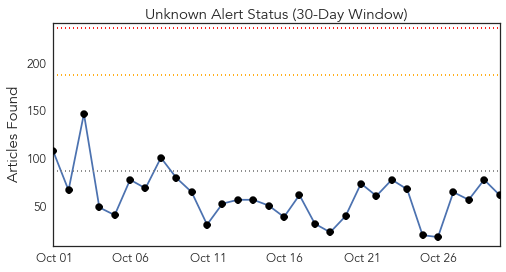 Unknown Alert Status (30-Day Window)
Articles Found
200
150
100
50
Oct 01 Oct 06 Oct 11 Oct 16 Oct 21 Oct 26